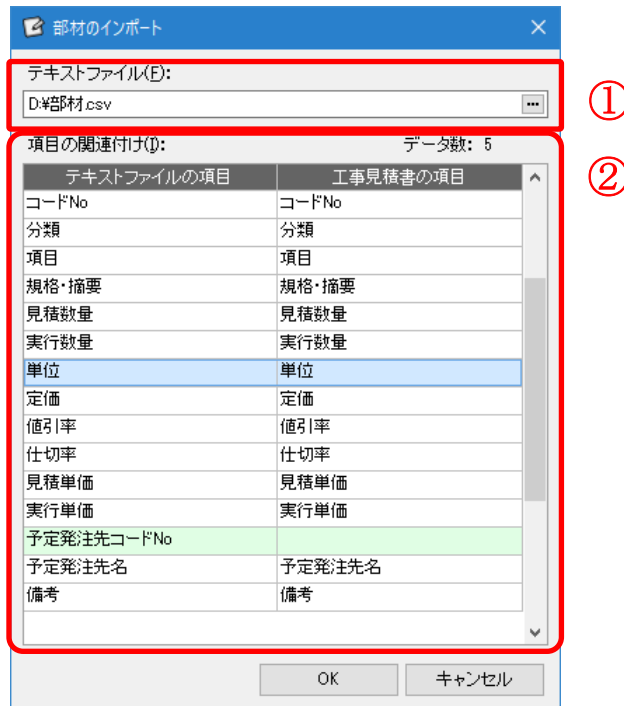 部材のインポート
テキストファイル(F):
D:¥部材.csv ...
①
項目の関連付け(I): データ数: 5
②
テキストファイルの項目 工事見積書の項目
コードNo コードNo
分類 分類
項目 項目
規格・摘要 規格・摘要
見積数量 見積数量
実行数量 実行数量
単位 単位
定価 定価
値引率 値引率
仕切率 仕切率
見積単価 見積単価
実行単価 実行単価
予定発注先コードNo
予定発注先名 予定発注先名
備考 備考
OK キャンセル